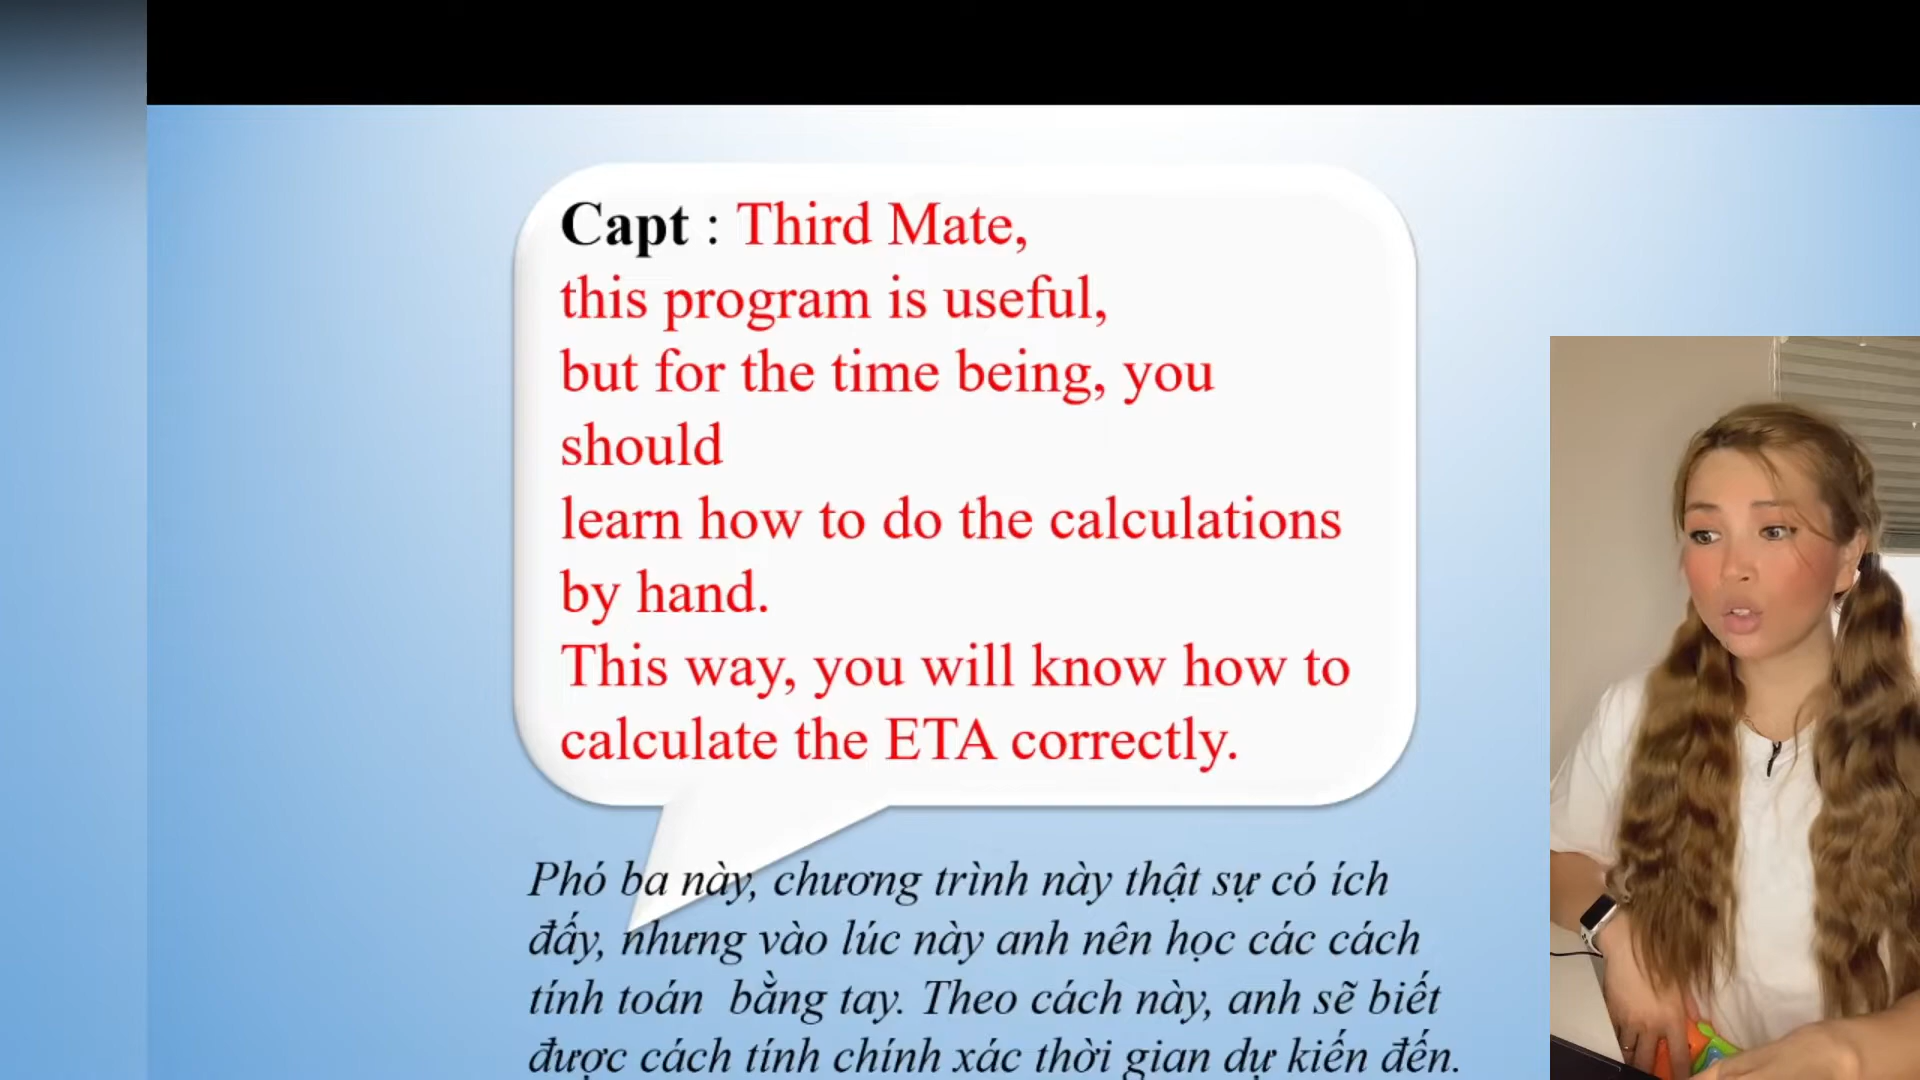 Capt : Third Mate,
this program is useful,
but for the time being, you
should
learn how to do the calculations
by hand.
This way, you will know how to
calculate the ETA correctly.
Phó ba này, chương trình này thật sự có ích
đấy, nhưng vào lúc này anh nên học các cách
tính toán bằng tay. Theo cách này, anh sẽ biết
được cách tính chính xác thời gian dự kiến đến.